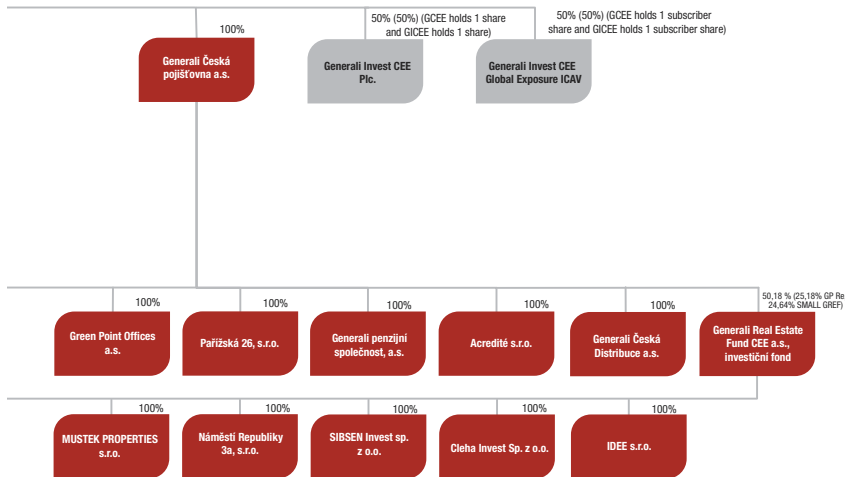 50% (50%) (GCEE holds 1 share
and GICEE holds 1 share)
50% (50%) (GCEE holds 1 subscriber
share and GICEE holds 1 subscriber share)
100%
Generali Česká
pojišťovna a.s.
Generali Invest CEE
Plc.
Generali Invest CEE
Global Exposure ICAV
100%
100%
100%
100%
100%
50,18 % (25,18% GP Re
24,64% SMALL GREF)
Green Point Offices
a.s.
Pařížská 26, s.r.o.
Generali penzijní
společnost, a.s.
Acredité s.r.o.
Generali Česká
Distribuce a.s.
Generali Real Estate
Fund CEE a.s.,
investiční fond
100%
100%
100%
100%
100%
MUSTEK PROPERTIES
s.r.o.
Náměstí Republiky
3a, s.r.o.
SIBSEN Invest sp.
z o.o.
Cleha Invest Sp. z o.o.
IDEE s.r.o.